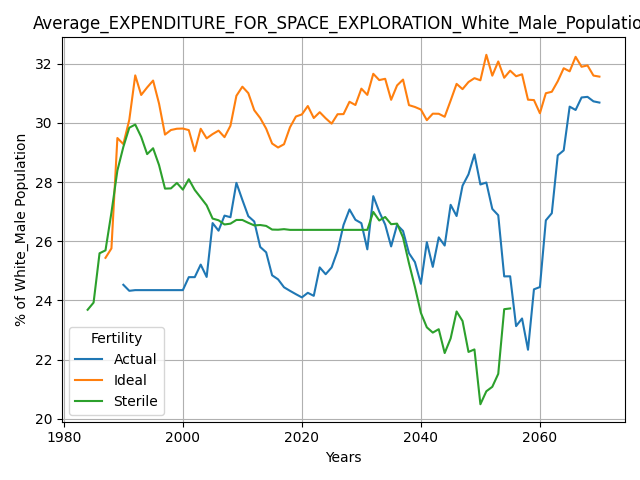 Average_EXPENDITURE_FOR_SPACE_EXPLORATION_White_Male_Population
% of White_Male Population
32
30
28
26
24
22
20
Fertility
Actual
Ideal
Sterile
1980 2000 2020 2040 2060
Years